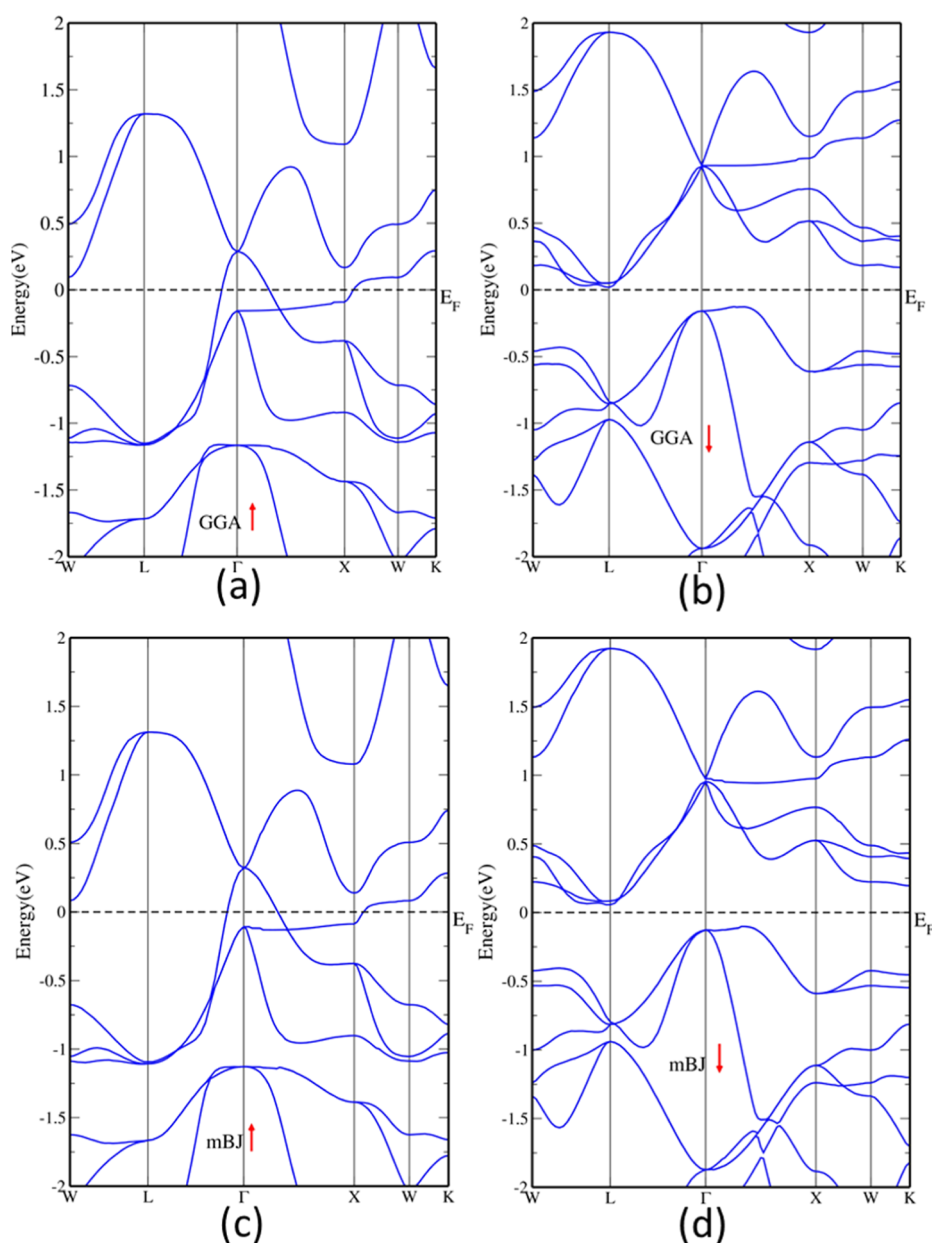 2
1.5
1
0.5
0
-0.5
-1
-1.5
-2
Energy(eV)
E_F
GGA
W L Γ X W K
(a)
2
1.5
1
0.5
0
-0.5
-1
-1.5
-2
Energy(eV)
E_F
GGA
W L Γ X W K
(b)
2
1.5
1
0.5
0
-0.5
-1
-1.5
-2
Energy(eV)
E_F
mBJ
W L Γ X W K
(c)
2
1.5
1
0.5
0
-0.5
-1
-1.5
-2
Energy(eV)
E_F
mBJ
W L Γ X W K
(d)